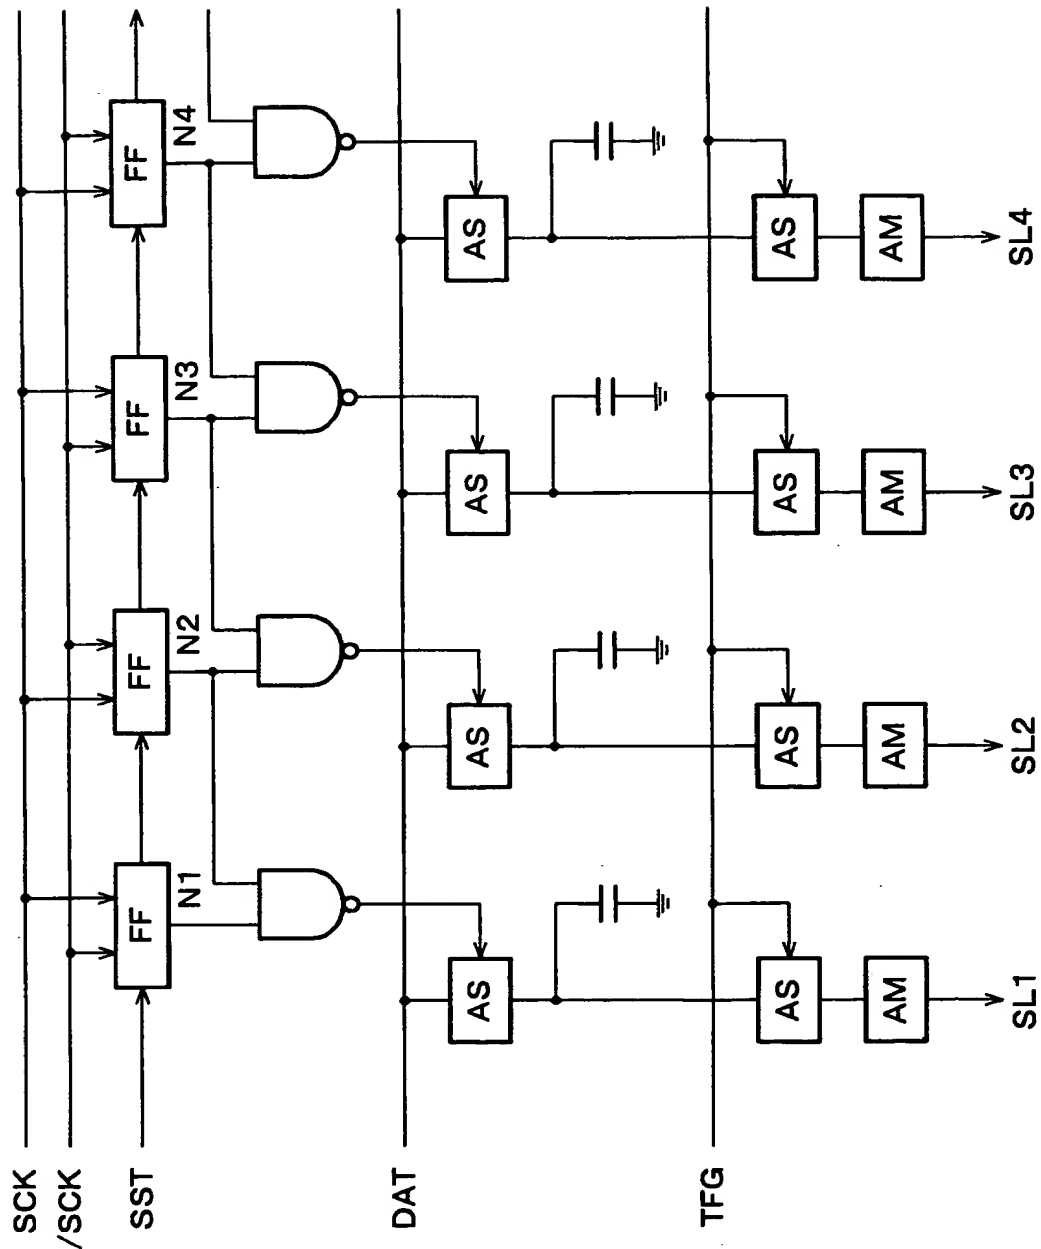 SCK
/SCK
SST
DAT
TFG
FF
FF
FF
FF
N1
N2
N3
N4
AS
AS
AS
AS
AS
AS
AS
AS
AM
AM
AM
AM
SL1
SL2
SL3
SL4